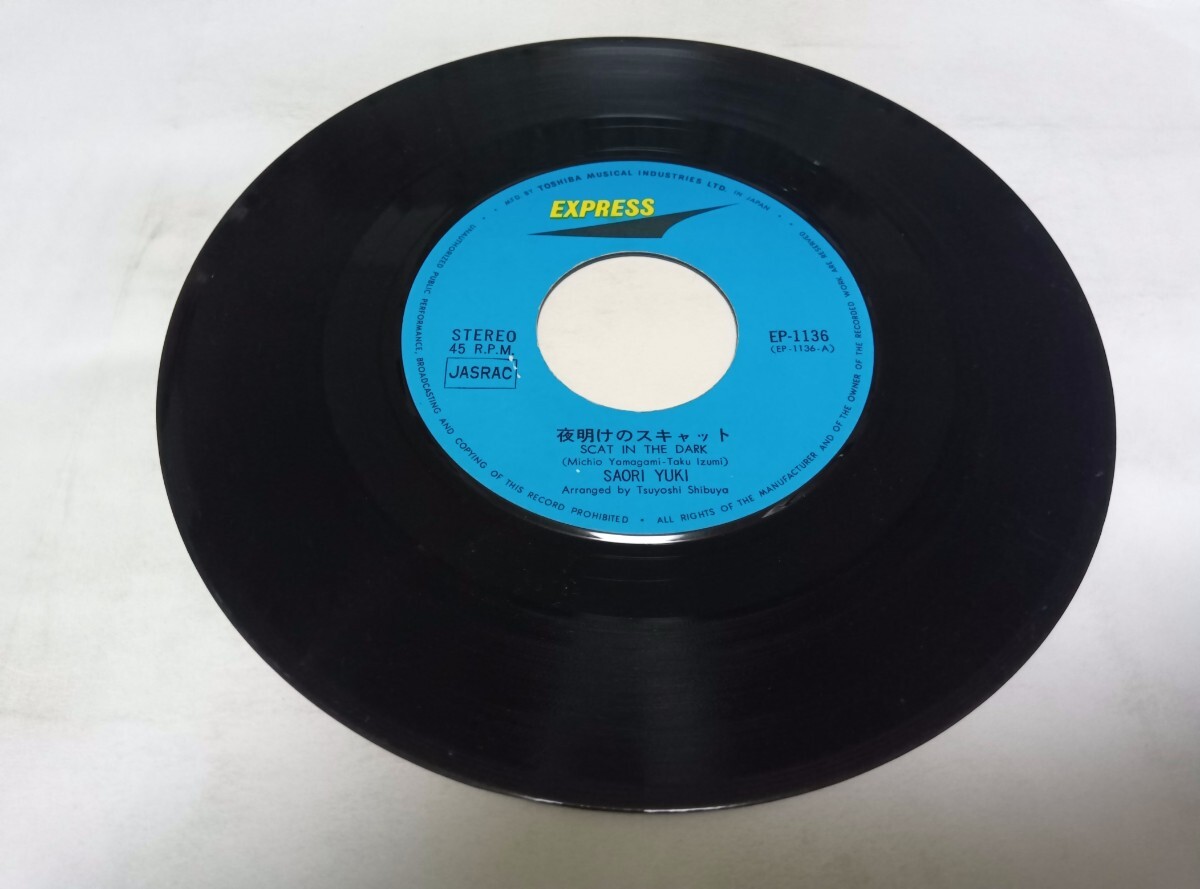 • MFG. BY TOSHIBA MUSICAL INDUSTRIES LTD. IN JAPAN •
EXPRESS
STEREO
45 R.P.M.
JASRAC
EP-1136
(EP-1136-A)
夜明けのスキャット
SCAT IN THE DARK
(Michio Yamagami-Taku Izumi)
SAORI YUKI
Arranged by Tsuyoshi Shibuya
UNAUTHORIZED PUBLIC PERFORMANCE, BROADCASTING AND COPYING OF THIS RECORD PROHIBITED • ALL RIGHTS OF THE MANUFACTURER AND OF THE OWNER OF THE RECORDED WORK ARE RESERVED